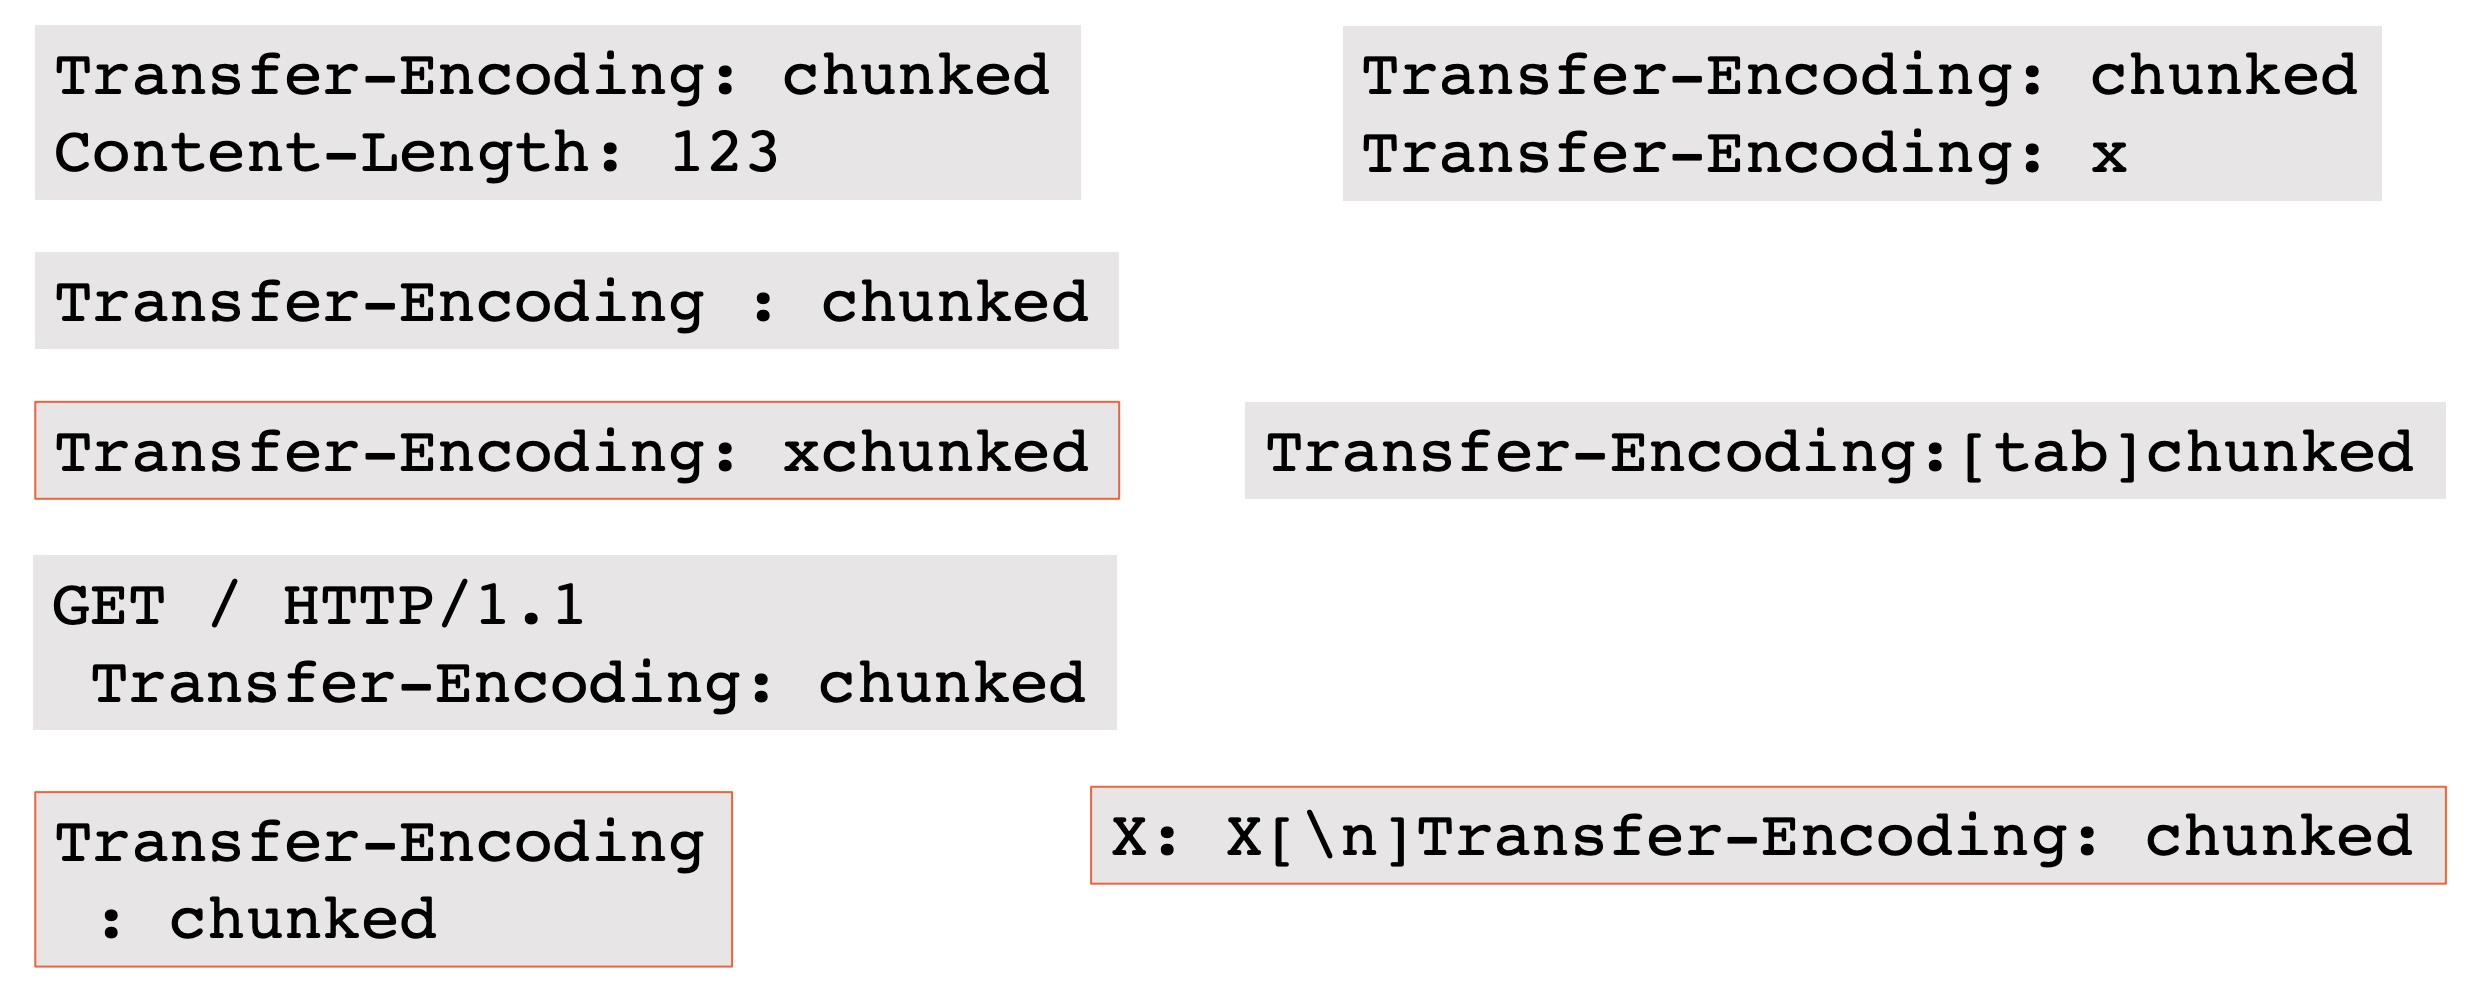 Transfer-Encoding: chunked
Content-Length: 123
Transfer-Encoding: chunked
Transfer-Encoding: x
Transfer-Encoding : chunked
Transfer-Encoding: xchunked
Transfer-Encoding:[tab]chunked
GET / HTTP/1.1
 Transfer-Encoding: chunked
Transfer-Encoding
 : chunked
X: X[\n]Transfer-Encoding: chunked